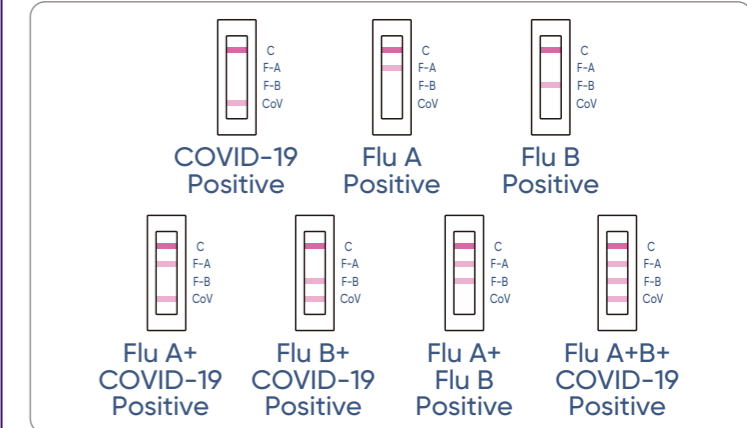 C
F-A
F-B
CoV
COVID-19
Positive
C
F-A
F-B
CoV
Flu A
Positive
C
F-A
F-B
CoV
Flu B
Positive
C
F-A
F-B
CoV
Flu A+
COVID-19
Positive
C
F-A
F-B
CoV
Flu B+
COVID-19
Positive
C
F-A
F-B
CoV
Flu A+
Flu B
Positive
C
F-A
F-B
CoV
Flu A+B+
COVID-19
Positive